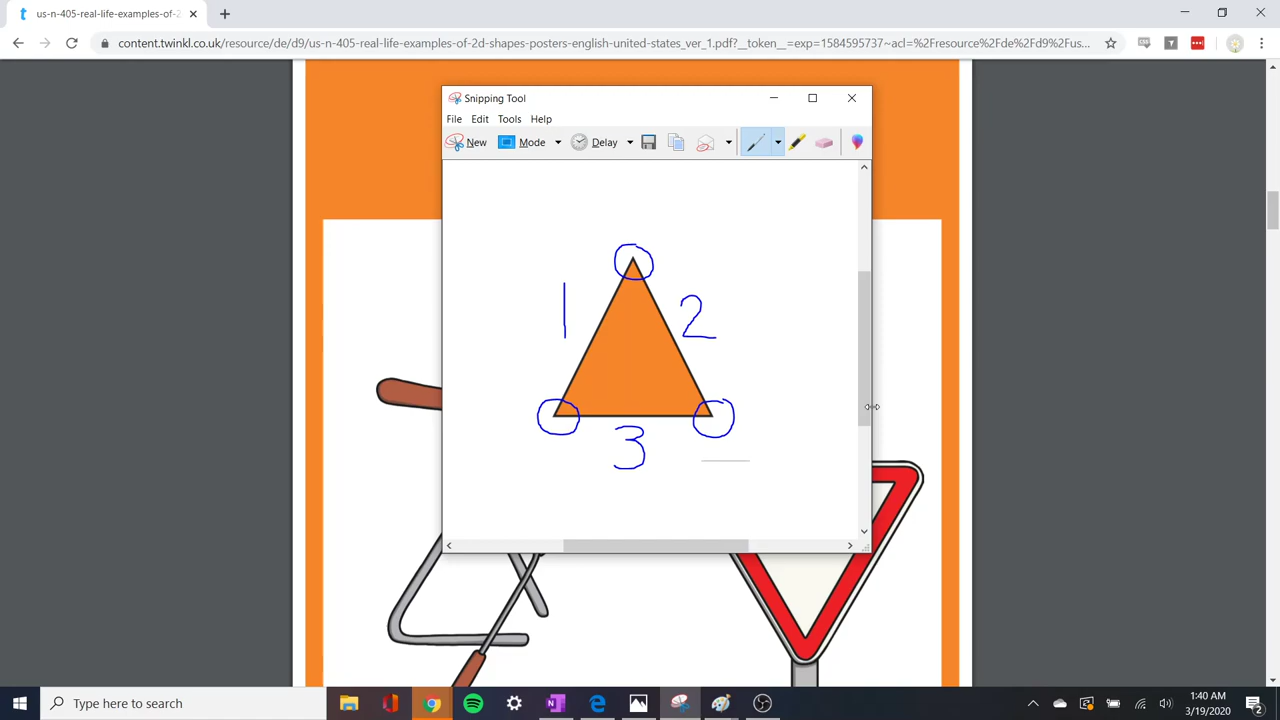 us-n-405-real-life-examples-of-2
content.twinkl.co.uk/resource/de/d9/us-n-405-real-life-examples-of-2d-shapes-posters-english-united-states_ver_1.pdf?__token__=exp=1584595737~acl=%2Fresource%2Fde%2Fd9%2Fus...
Snipping Tool
File Edit Tools Help
New Mode Delay
1
2
3
Type here to search
1:40 AM
3/19/2020
2